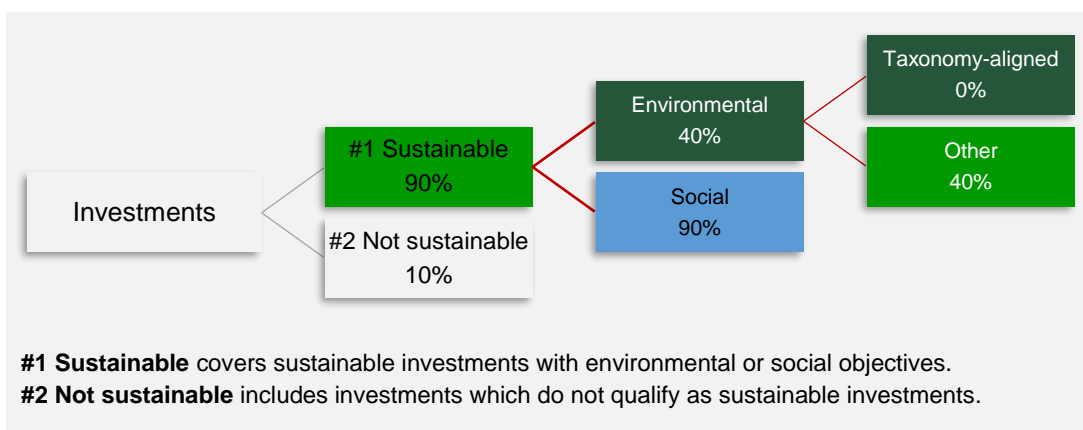 Investments
#1 Sustainable
90%
#2 Not sustainable
10%
Environmental
40%
Social
90%
Taxonomy-aligned
0%
Other
40%
#1 Sustainable covers sustainable investments with environmental or social objectives.
#2 Not sustainable includes investments which do not qualify as sustainable investments.